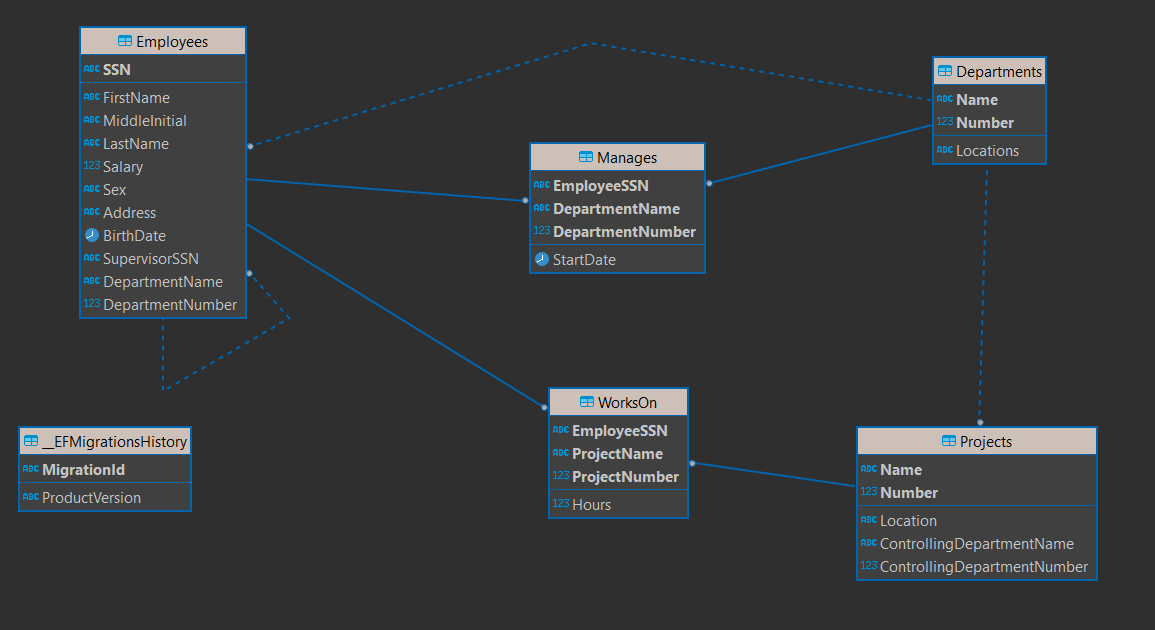 Employees
ABC SSN
ABC FirstName
ABC MiddleInitial
ABC LastName
123 Salary
ABC Sex
ABC Address
BirthDate
ABC SupervisorSSN
ABC DepartmentName
123 DepartmentNumber
Departments
ABC Name
123 Number
ABC Locations
Manages
ABC EmployeeSSN
ABC DepartmentName
123 DepartmentNumber
StartDate
WorksOn
ABC EmployeeSSN
ABC ProjectName
123 ProjectNumber
123 Hours
__EFMigrationsHistory
ABC MigrationId
ABC ProductVersion
Projects
ABC Name
123 Number
ABC Location
ABC ControllingDepartmentName
123 ControllingDepartmentNumber